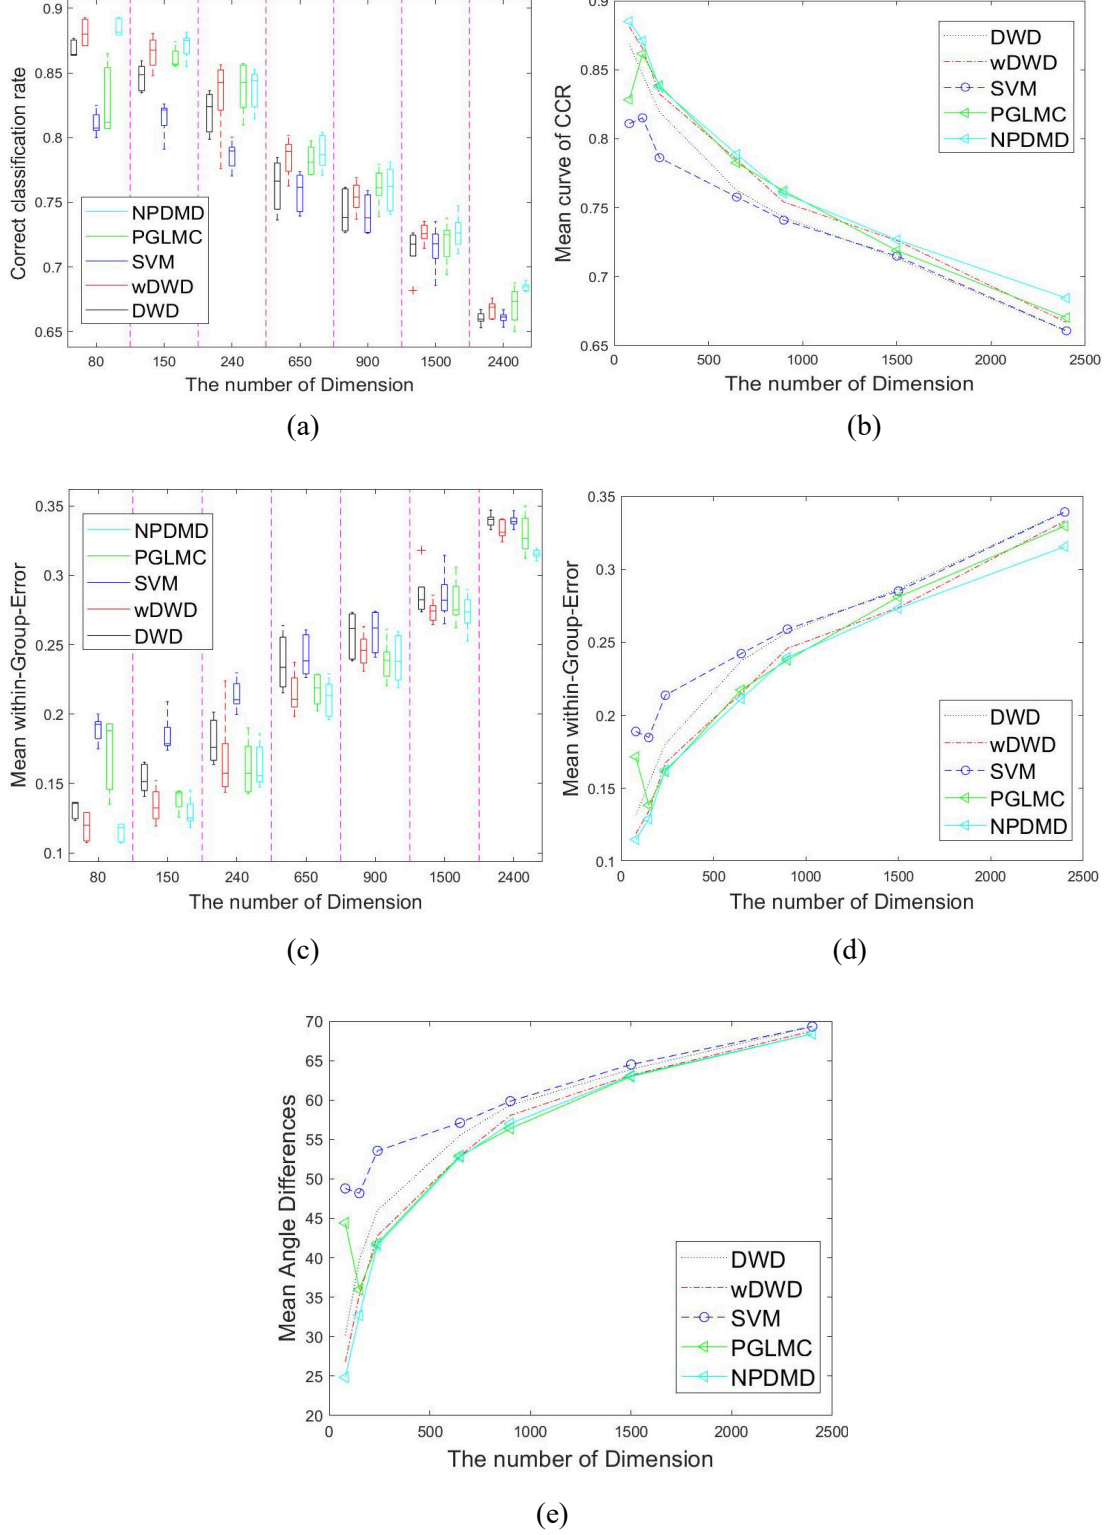 0.9
0.85
0.8
0.75
0.7
0.65
Correct classification rate
NPDMD
PGLMC
SVM
wDWD
DWD
80 150 240 650 900 1500 2400
The number of Dimension
(a)
0.9
0.85
0.8
0.75
0.7
0.65
Mean curve of CCR
DWD
wDWD
SVM
PGLMC
NPDMD
0 500 1000 1500 2000 2500
The number of Dimension
(b)
0.35
0.3
0.25
0.2
0.15
0.1
Mean within-Group-Error
NPDMD
PGLMC
SVM
wDWD
DWD
80 150 240 650 900 1500 2400
The number of Dimension
(c)
0.35
0.3
0.25
0.2
0.15
0.1
Mean within-Group-Error
DWD
wDWD
SVM
PGLMC
NPDMD
0 500 1000 1500 2000 2500
The number of Dimension
(d)
70
65
60
55
50
45
40
35
30
25
20
Mean Angle Differences
DWD
wDWD
SVM
PGLMC
NPDMD
0 500 1000 1500 2000 2500
The number of Dimension
(e)